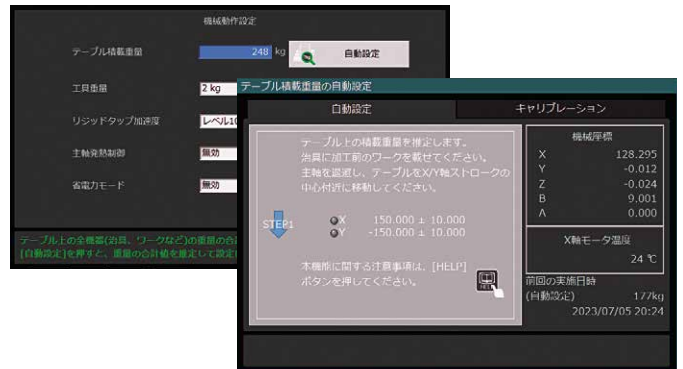 機械動作設定
テーブル積載重量
248 kg
自動設定
工具重量
2 kg
リジッドタップ加速度
レベル10
主軸発熱制御
無効
省電力モード
無効
テーブル上の全機器(治具、ワークなど)の重量の合
[自動設定]を押すと、重量の合計値を推定して設定
テーブル積載重量の自動設定
自動設定
キャリブレーション
テーブル上の積載重量を推定します。
治具に加工前のワークを載せてください。
主軸を退避し、テーブルをX/Y軸ストロークの
中心付近に移動してください。
STEP1
X 150.000 ± 10.000
Y -150.000 ± 10.000
本機能に関する注意事項は、[HELP]
ボタンを押してください。
HELP
機械座標
X 128.295
Y -0.012
Z -0.024
B 9.001
A 0.000
X軸モータ温度
24 ℃
前回の実施日時
(自動設定) 177kg
2023/07/05 20:24